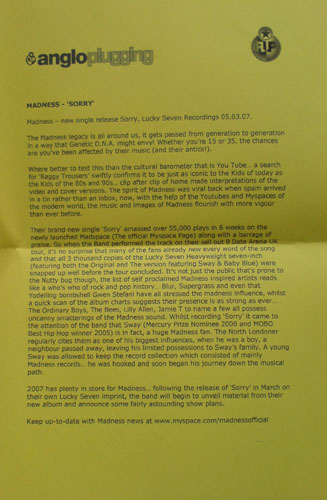 angloplugging
MADNESS - 'SORRY'
Madness – new single release Sorry, Lucky Seven Recordings 05.03.07.
The Madness legacy is all around us, it gets passed from generation to generation
in a way that Genetic D.N.A. might envy! Whether you're 15 or 35, the chances
are you've been affected by their music (and their antics!).
Where better to test this than the cultural barometer that is You Tube… a search
for 'Baggy Trousers' swiftly confirms it to be just as iconic to the Kids of today as
the Kids of the 80s and 90s… clip after clip of home made interpretations of the
video and cover versions. The spirit of Madness was viral back when spam arrived
in a tin rather than an inbox, now, with the help of the Youtubes and Myspaces of
the modern world, the music and images of Madness flourish with more vigour
than ever before.
Their brand new single 'Sorry' amassed over 55,000 plays in 6 weeks on the
newly launched Madspace (The official Myspace Page) along with a barrage of
praise. So when the Band performed the track on their sell out 9 Date Arena UK
tour, it's no surprise that many of the fans already new every word of the song
and that all 3 thousand copies of the Lucky Seven Heavyweight seven-inch
(featuring both the Original and The version featuring Sway & Baby Blue) were
snapped up well before the tour concluded. It's not just the public that's prone to
the Nutty bug though, the list of self proclaimed Madness inspired artists reads
like a who's who of rock and pop history… Blur, Supergrass and even that
Yodelling bombshell Gwen Stefani have all stressed the madness influence, whilst
a quick scan of the album charts suggests their presence is as strong as ever…
The Ordinary Boys, The Bees, Lilly Allen, Jamie T to name a few all possess
uncanny smatterings of the Madness sound. Whilst recording 'Sorry' it came to
the attention of the band that Sway (Mercury Prize Nominee 2006 and MOBO
Best Hip Hop winner 2005) is in fact, a huge Madness fan. The North Londoner
regularly cites them as one of his biggest influences, when he was a boy, a
neighbour passed away, leaving his limited possessions to Sway's family. A young
Sway was allowed to keep the record collection which consisted of mainly
Madness records… he was hooked and soon began his journey down the musical
path.
2007 has plenty in store for Madness… following the release of 'Sorry' in March on
their own Lucky Seven imprint, the band will begin to unveil material from their
new album and announce some fairly astounding show plans.
Keep up-to-date with Madness news at www.myspace.com/madnessofficial